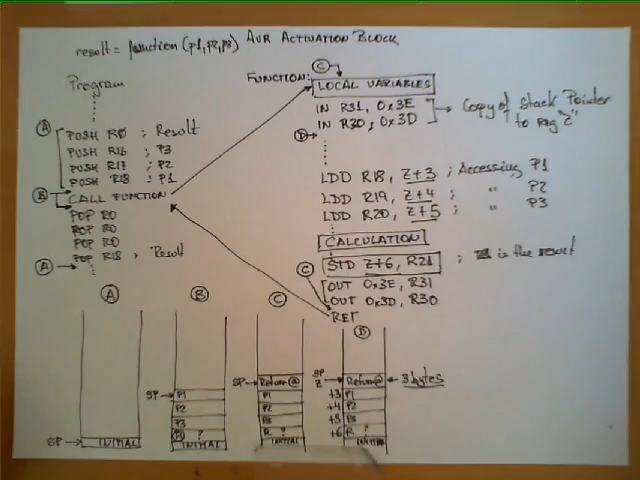 result = function(P1,P2,P3) AVR ACTIVATION BLOCK
Program
A
PUSH R0 ; Result
PUSH R16 ; P3
PUSH R17 ; P2
PUSH R18 ; P1
B
CALL FUNCTION
POP R0
POP R0
POP R0
POP R18 ; Result
A
FUNCTION:
C
LOCAL VARIABLES
IN R31, 0x3E
IN R30, 0x3D
Copy of Stack Pointer
to Reg "Z"
D
LDD R18, Z+3 ; Accessing P1
LDD R19, Z+4 ; " P2
LDD R20, Z+5 ; " P3
CALCULATION
STD Z+6, R21 ; is the result
C
OUT 0x3E, R31
OUT 0x3D, R30
RET
A
SP → INITIAL
B
SP → P1
P2
P3
R ?
INITIAL
C
SP → Return@
P1
P2
P3
R ?
INITIAL
D
SP
Z → Return@ ← 3 bytes
+3 P1
+4 P2
+5 P3
+6 R ?
INITIAL